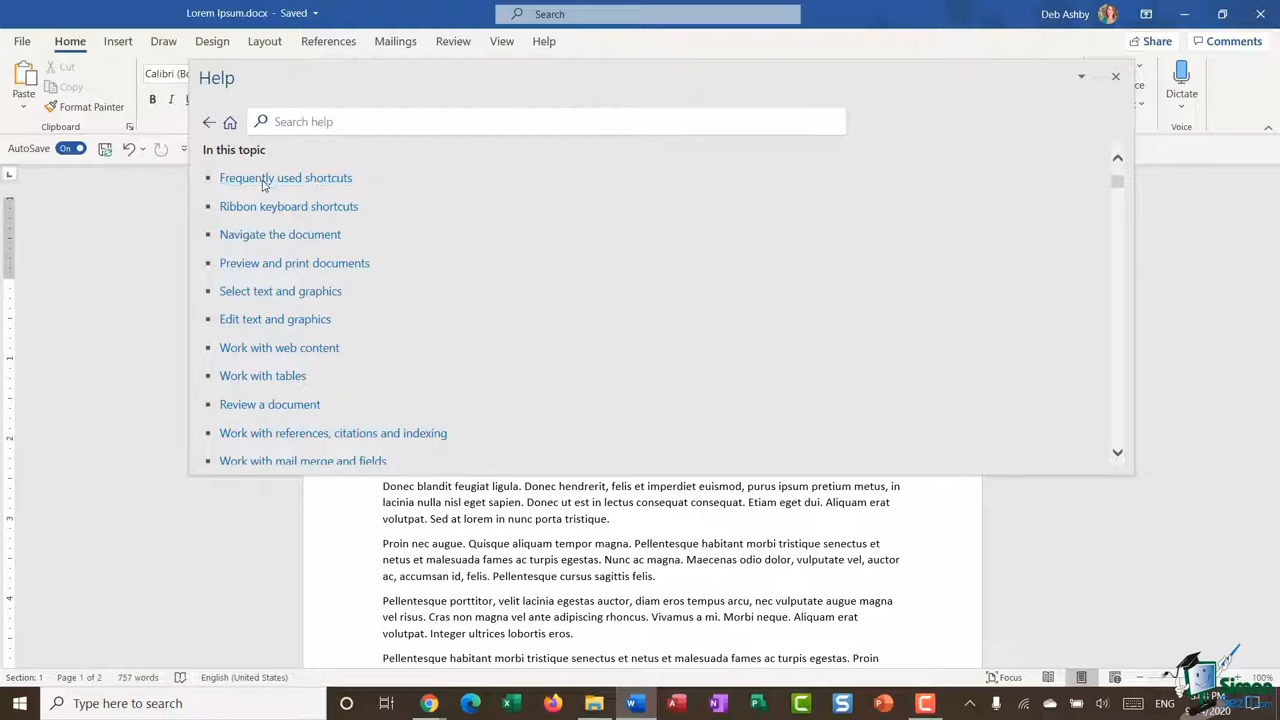 Lorem Ipsum.docx - Saved
Search
Deb Ashby
File Home Insert Draw Design Layout References Mailings Review View Help
Share Comments
Paste
Cut
Copy
Format Painter
Calibri (Bo
B I
Clipboard
Dictate
Voice
AutoSave On
Help
Search help
In this topic
Frequently used shortcuts
Ribbon keyboard shortcuts
Navigate the document
Preview and print documents
Select text and graphics
Edit text and graphics
Work with web content
Work with tables
Review a document
Work with references, citations and indexing
Work with mail merge and fields
Donec blandit feugiat ligula. Donec hendrerit, felis et imperdiet euismod, purus ipsum pretium metus, in
lacinia nulla nisl eget sapien. Donec ut est in lectus consequat consequat. Etiam eget dui. Aliquam erat
volutpat. Sed at lorem in nunc porta tristique.
Proin nec augue. Quisque aliquam tempor magna. Pellentesque habitant morbi tristique senectus et
netus et malesuada fames ac turpis egestas. Nunc ac magna. Maecenas odio dolor, vulputate vel, auctor
ac, accumsan id, felis. Pellentesque cursus sagittis felis.
Pellentesque porttitor, velit lacinia egestas auctor, diam eros tempus arcu, nec vulputate augue magna
vel risus. Cras non magna vel ante adipiscing rhoncus. Vivamus a mi. Morbi neque. Aliquam erat
volutpat. Integer ultrices lobortis eros.
Pellentesque habitant morbi tristique senectus et netus et malesuada fames ac turpis egestas. Proin
Section: 1 Page 1 of 2 757 words English (United States)
Focus
100%
Type here to search
ENG